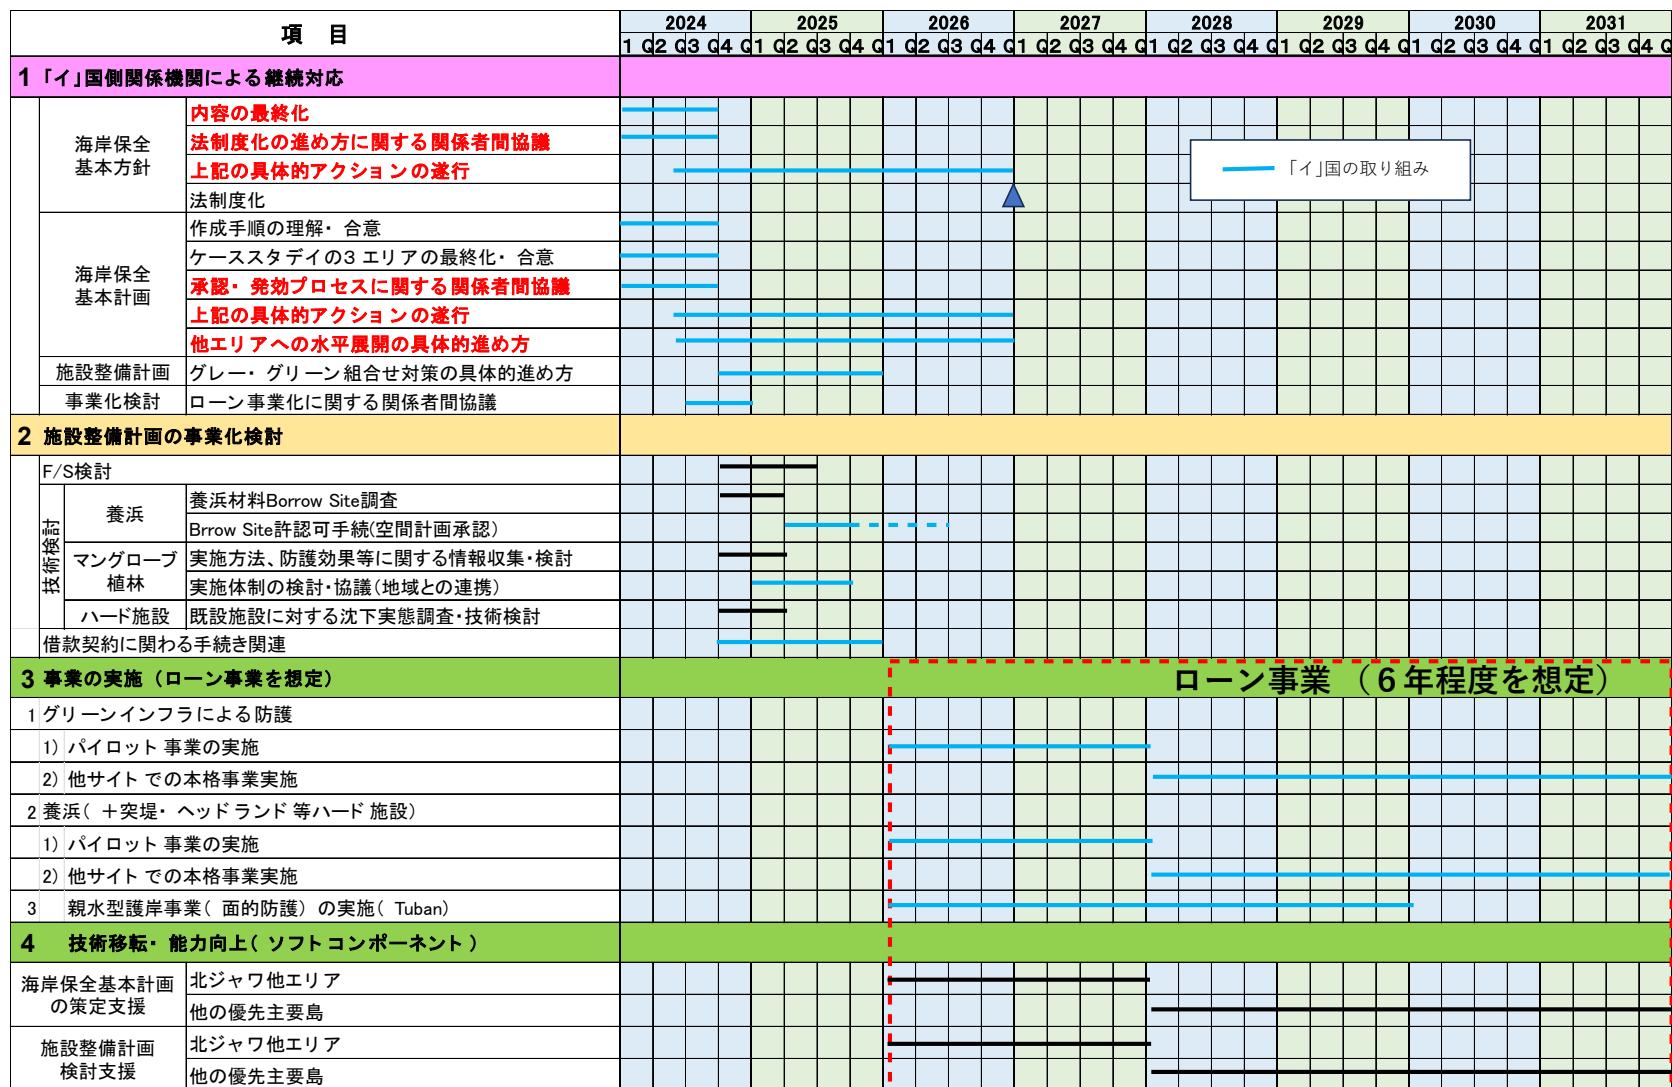 項　目
2024 2025 2026 2027 2028 2029 2030 2031
1 Q2 Q3 Q4 Q1 Q2 Q3 Q4 Q1 Q2 Q3 Q4 Q1 Q2 Q3 Q4 Q1 Q2 Q3 Q4 Q1 Q2 Q3 Q4 Q1 Q2 Q3 Q4 Q1 Q2 Q3 Q4 Q
1 「イ」国側関係機関による継続対応
海岸保全
基本方針
内容の最終化
法制度化の進め方に関する関係者間協議
上記の具体的アクションの遂行
法制度化
「イ」国の取り組み
海岸保全
基本計画
作成手順の理解・ 合意
ケーススタデイの3 エリアの最終化・ 合意
承認・ 発効プロセスに関する関係者間協議
上記の具体的アクションの遂行
他エリアへの水平展開の具体的進め方
施設整備計画 グレー・ グリーン組合せ対策の具体的進め方
事業化検討 ローン事業化に関する関係者間協議
2 施設整備計画の事業化検討
F/S検討
技術検討
養浜
養浜材料Borrow Site調査
Brrow Site許認可手続(空間計画承認)
マングローブ
植林
実施方法、防護効果等に関する情報収集・検討
実施体制の検討・協議(地域との連携)
ハード施設 既設施設に対する沈下実態調査・技術検討
借款契約に関わる手続き関連
3 事業の実施（ローン事業を想定）
ローン事業 （６年程度を想定）
1 グリーンインフラによる防護
1) パイロット 事業の実施
2) 他サイト での本格事業実施
2 養浜( ＋突堤・ ヘッド ランド 等ハード 施設)
1) パイロット 事業の実施
2) 他サイト での本格事業実施
3 親水型護岸事業( 面的防護) の実施( Tuban)
4 技術移転・ 能力向上( ソフト コンポーネント )
海岸保全基本計画
の策定支援
北ジャワ他エリア
他の優先主要島
施設整備計画
検討支援
北ジャワ他エリア
他の優先主要島